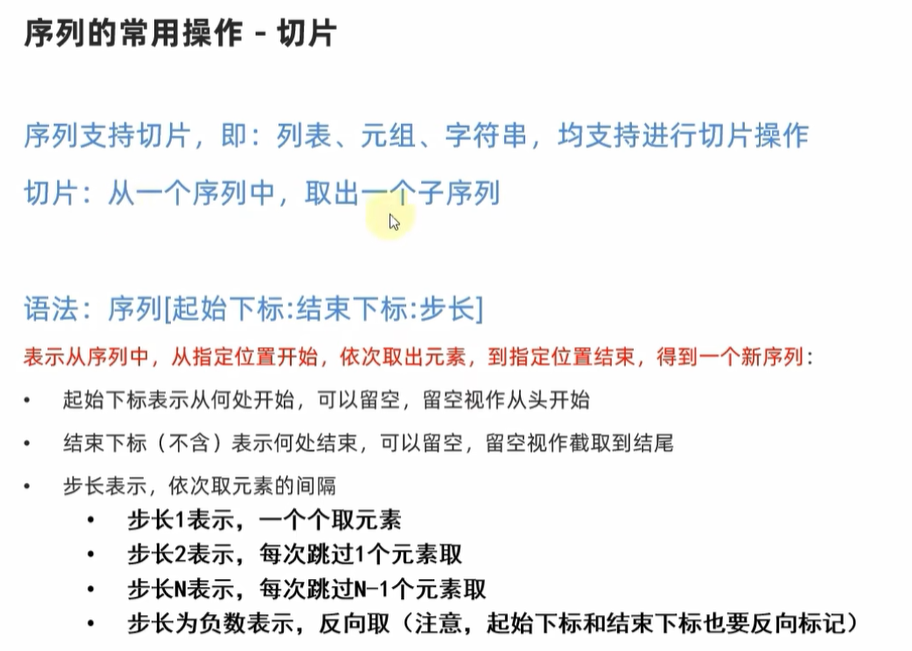 序列的常用操作 - 切片
序列支持切片，即：列表、元组、字符串，均支持进行切片操作
切片：从一个序列中，取出一个子序列
语法：序列[起始下标:结束下标:步长]
表示从序列中，从指定位置开始，依次取出元素，到指定位置结束，得到一个新序列：
• 起始下标表示从何处开始，可以留空，留空视作从头开始
• 结束下标（不含）表示何处结束，可以留空，留空视作截取到结尾
• 步长表示，依次取元素的间隔
• 步长1表示，一个个取元素
• 步长2表示，每次跳过1个元素取
• 步长N表示，每次跳过N-1个元素取
• 步长为负数表示，反向取（注意，起始下标和结束下标也要反向标记）